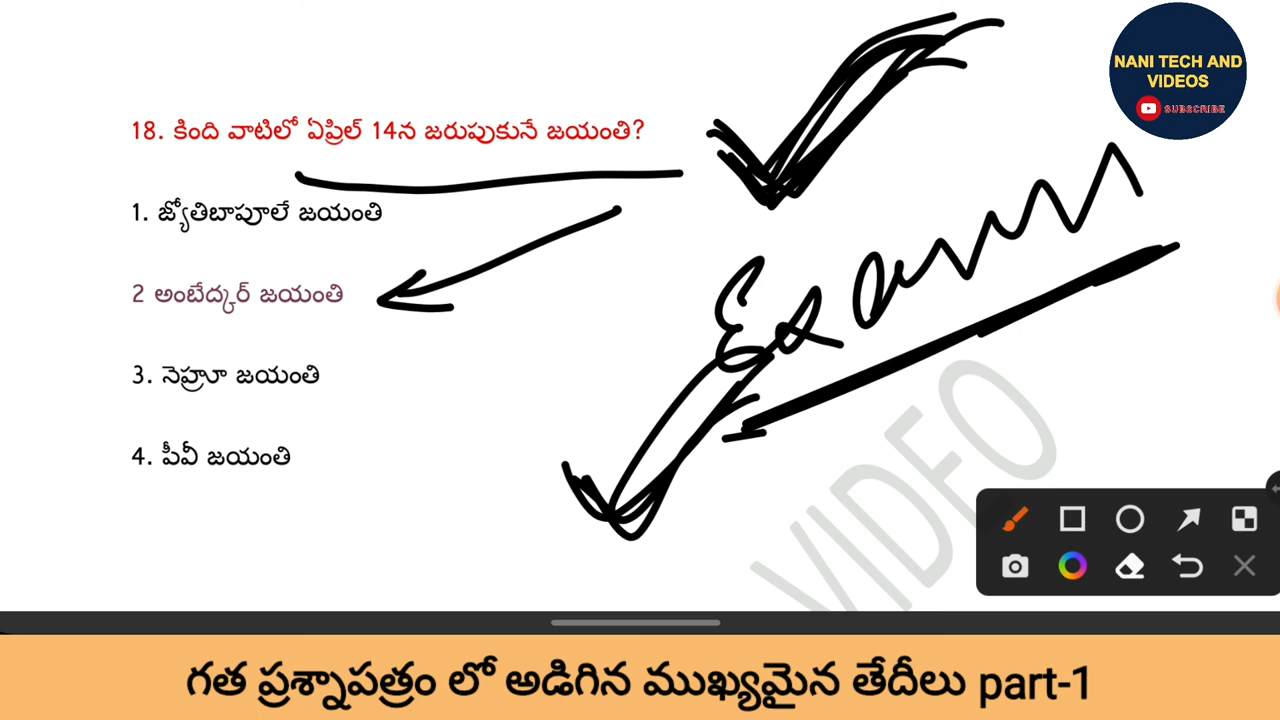 NANI TECH AND
VIDEOS
SUBSCRIBE
18. కింది వాటిలో ఏప్రిల్ 14న జరుపుకునే జయంతి?
1. జ్యోతిబాపూలే జయంతి
2 అంబేద్కర్ జయంతి
3. నెహ్రూ జయంతి
4. పీవీ జయంతి
Exam
VIDEO
గత ప్రశ్నాపత్రం లో అడిగిన ముఖ్యమైన తేదీలు part-1